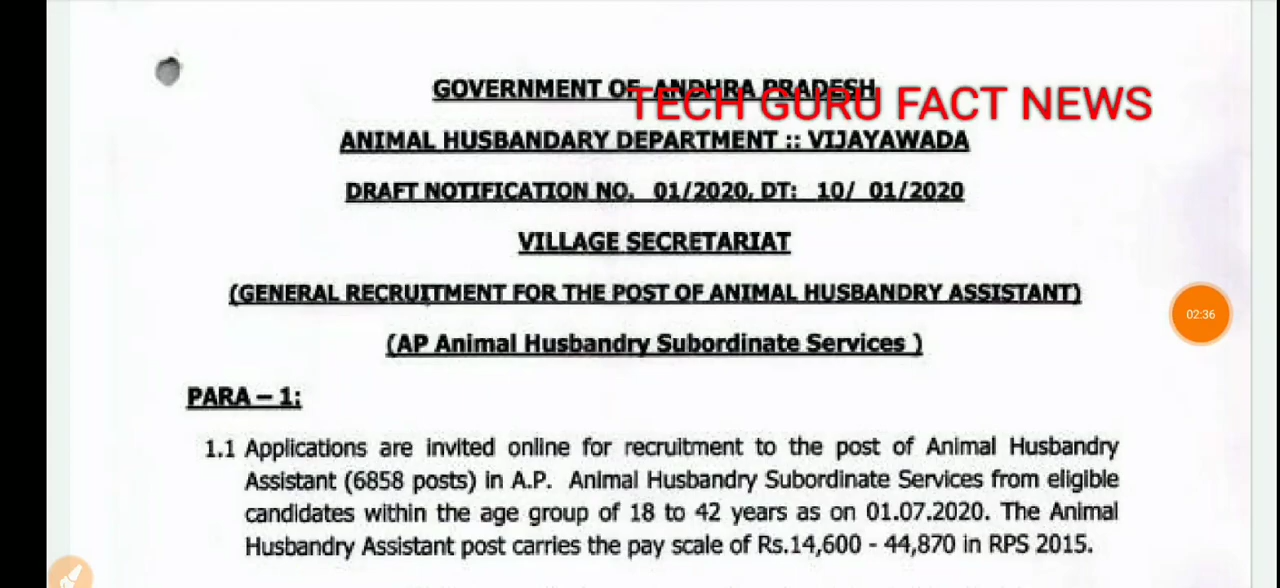 GOVERNMENT OF ANDHRA PRADESH
TECH GURU FACT NEWS
ANIMAL HUSBANDARY DEPARTMENT :: VIJAYAWADA
DRAFT NOTIFICATION NO. 01/2020, DT: 10/ 01/2020
VILLAGE SECRETARIAT
(GENERAL RECRUITMENT FOR THE POST OF ANIMAL HUSBANDRY ASSISTANT)
02:36
(AP Animal Husbandry Subordinate Services )
PARA – 1:
1.1 Applications are invited online for recruitment to the post of Animal Husbandry
Assistant (6858 posts) in A.P. Animal Husbandry Subordinate Services from eligible
candidates within the age group of 18 to 42 years as on 01.07.2020. The Animal
Husbandry Assistant post carries the pay scale of Rs.14,600 - 44,870 in RPS 2015.